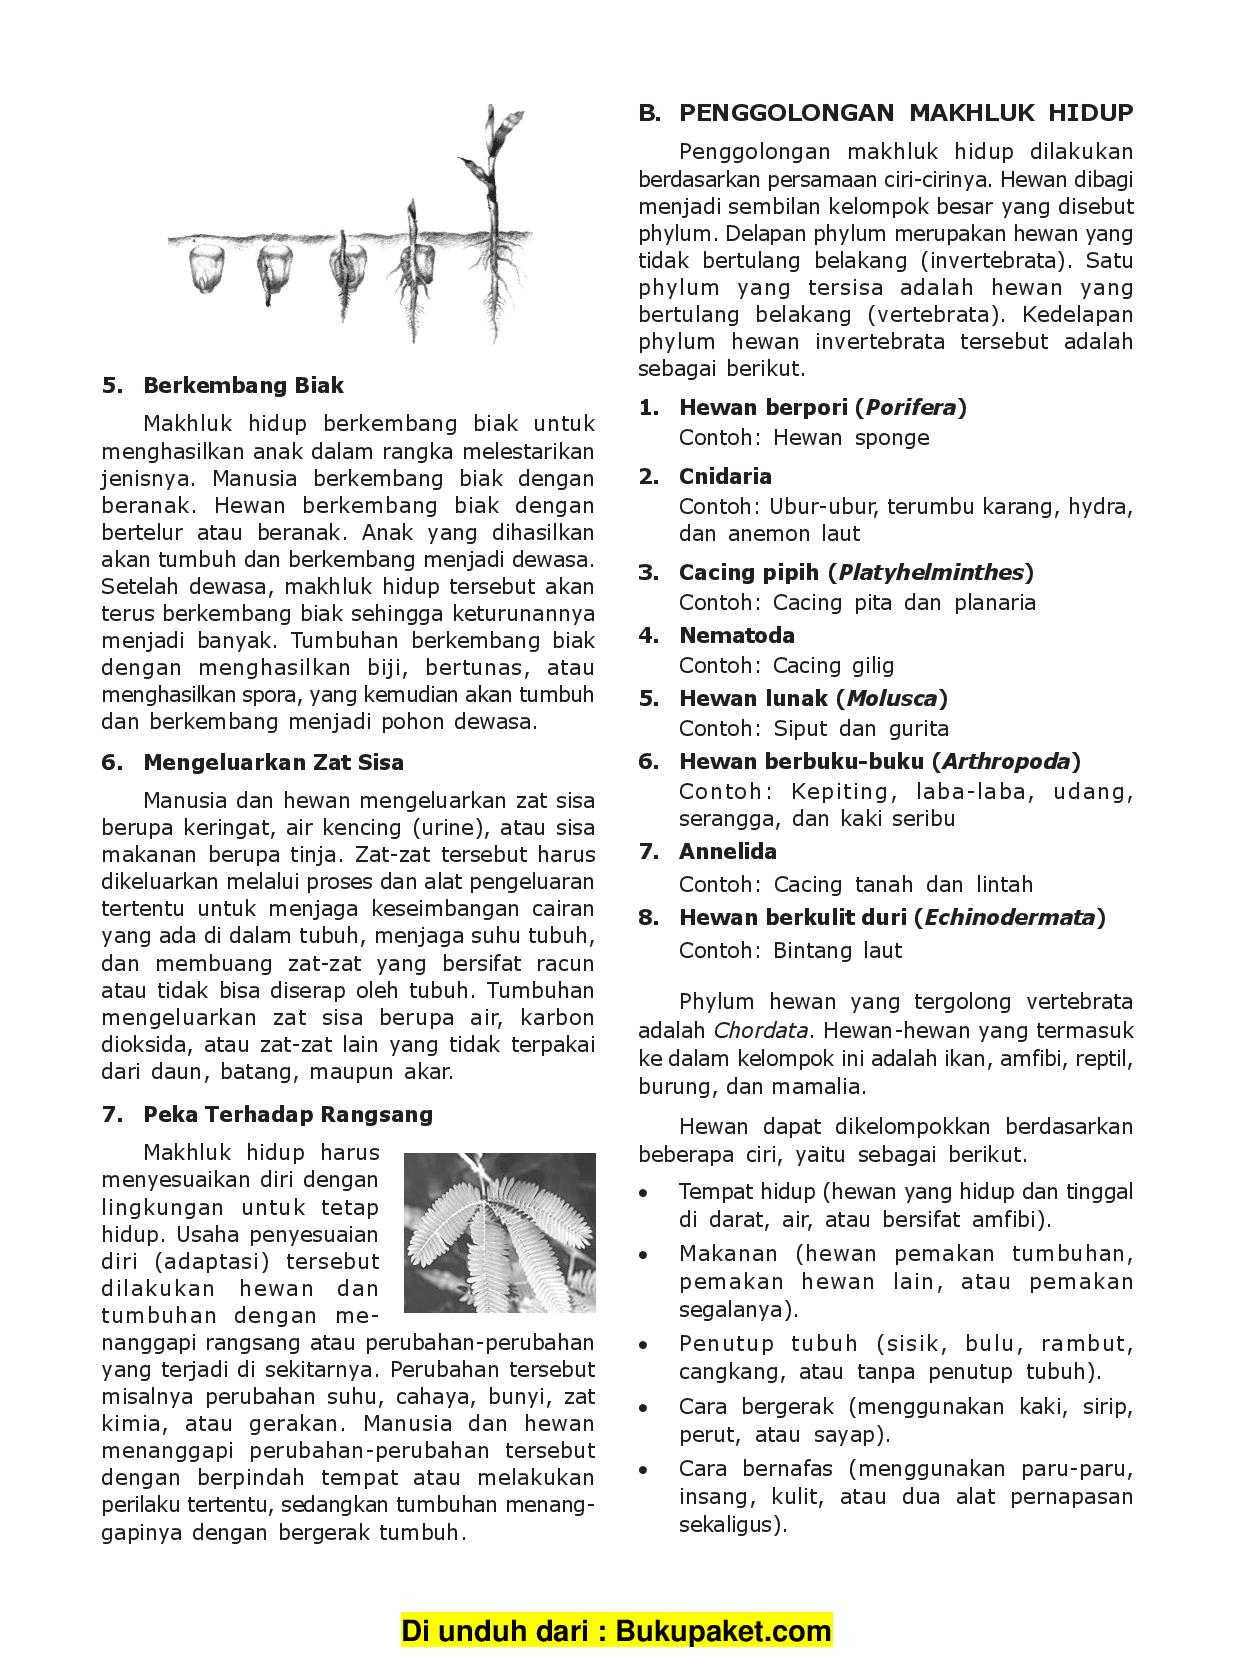 5. Berkembang Biak
Makhluk hidup berkembang biak untuk
menghasilkan anak dalam rangka melestarikan
jenisnya. Manusia berkembang biak dengan
beranak. Hewan berkembang biak dengan
bertelur atau beranak. Anak yang dihasilkan
akan tumbuh dan berkembang menjadi dewasa.
Setelah dewasa, makhluk hidup tersebut akan
terus berkembang biak sehingga keturunannya
menjadi banyak. Tumbuhan berkembang biak
dengan menghasilkan biji, bertunas, atau
menghasilkan spora, yang kemudian akan tumbuh
dan berkembang menjadi pohon dewasa.
6. Mengeluarkan Zat Sisa
Manusia dan hewan mengeluarkan zat sisa
berupa keringat, air kencing (urine), atau sisa
makanan berupa tinja. Zat-zat tersebut harus
dikeluarkan melalui proses dan alat pengeluaran
tertentu untuk menjaga keseimbangan cairan
yang ada di dalam tubuh, menjaga suhu tubuh,
dan membuang zat-zat yang bersifat racun
atau tidak bisa diserap oleh tubuh. Tumbuhan
mengeluarkan zat sisa berupa air, karbon
dioksida, atau zat-zat lain yang tidak terpakai
dari daun, batang, maupun akar.
7. Peka Terhadap Rangsang
Makhluk hidup harus
menyesuaikan diri dengan
lingkungan untuk tetap
hidup. Usaha penyesuaian
diri (adaptasi) tersebut
dilakukan hewan dan
tumbuhan dengan me-
nanggapi rangsang atau perubahan-perubahan
yang terjadi di sekitarnya. Perubahan tersebut
misalnya perubahan suhu, cahaya, bunyi, zat
kimia, atau gerakan. Manusia dan hewan
menanggapi perubahan-perubahan tersebut
dengan berpindah tempat atau melakukan
perilaku tertentu, sedangkan tumbuhan menang-
gapinya dengan bergerak tumbuh.
B. PENGGOLONGAN MAKHLUK HIDUP
Penggolongan makhluk hidup dilakukan
berdasarkan persamaan ciri-cirinya. Hewan dibagi
menjadi sembilan kelompok besar yang disebut
phylum. Delapan phylum merupakan hewan yang
tidak bertulang belakang (invertebrata). Satu
phylum yang tersisa adalah hewan yang
bertulang belakang (vertebrata). Kedelapan
phylum hewan invertebrata tersebut adalah
sebagai berikut.
1. Hewan berpori (Porifera)
Contoh: Hewan sponge
2. Cnidaria
Contoh: Ubur-ubur, terumbu karang, hydra,
dan anemon laut
3. Cacing pipih (Platyhelminthes)
Contoh: Cacing pita dan planaria
4. Nematoda
Contoh: Cacing gilig
5. Hewan lunak (Molusca)
Contoh: Siput dan gurita
6. Hewan berbuku-buku (Arthropoda)
Contoh: Kepiting, laba-laba, udang,
serangga, dan kaki seribu
7. Annelida
Contoh: Cacing tanah dan lintah
8. Hewan berkulit duri (Echinodermata)
Contoh: Bintang laut
Phylum hewan yang tergolong vertebrata
adalah Chordata. Hewan-hewan yang termasuk
ke dalam kelompok ini adalah ikan, amfibi, reptil,
burung, dan mamalia.
Hewan dapat dikelompokkan berdasarkan
beberapa ciri, yaitu sebagai berikut.
• Tempat hidup (hewan yang hidup dan tinggal
di darat, air, atau bersifat amfibi).
• Makanan (hewan pemakan tumbuhan,
pemakan hewan lain, atau pemakan
segalanya).
• Penutup tubuh (sisik, bulu, rambut,
cangkang, atau tanpa penutup tubuh).
• Cara bergerak (menggunakan kaki, sirip,
perut, atau sayap).
• Cara bernafas (menggunakan paru-paru,
insang, kulit, atau dua alat pernapasan
sekaligus).
Di unduh dari : Bukupaket.com